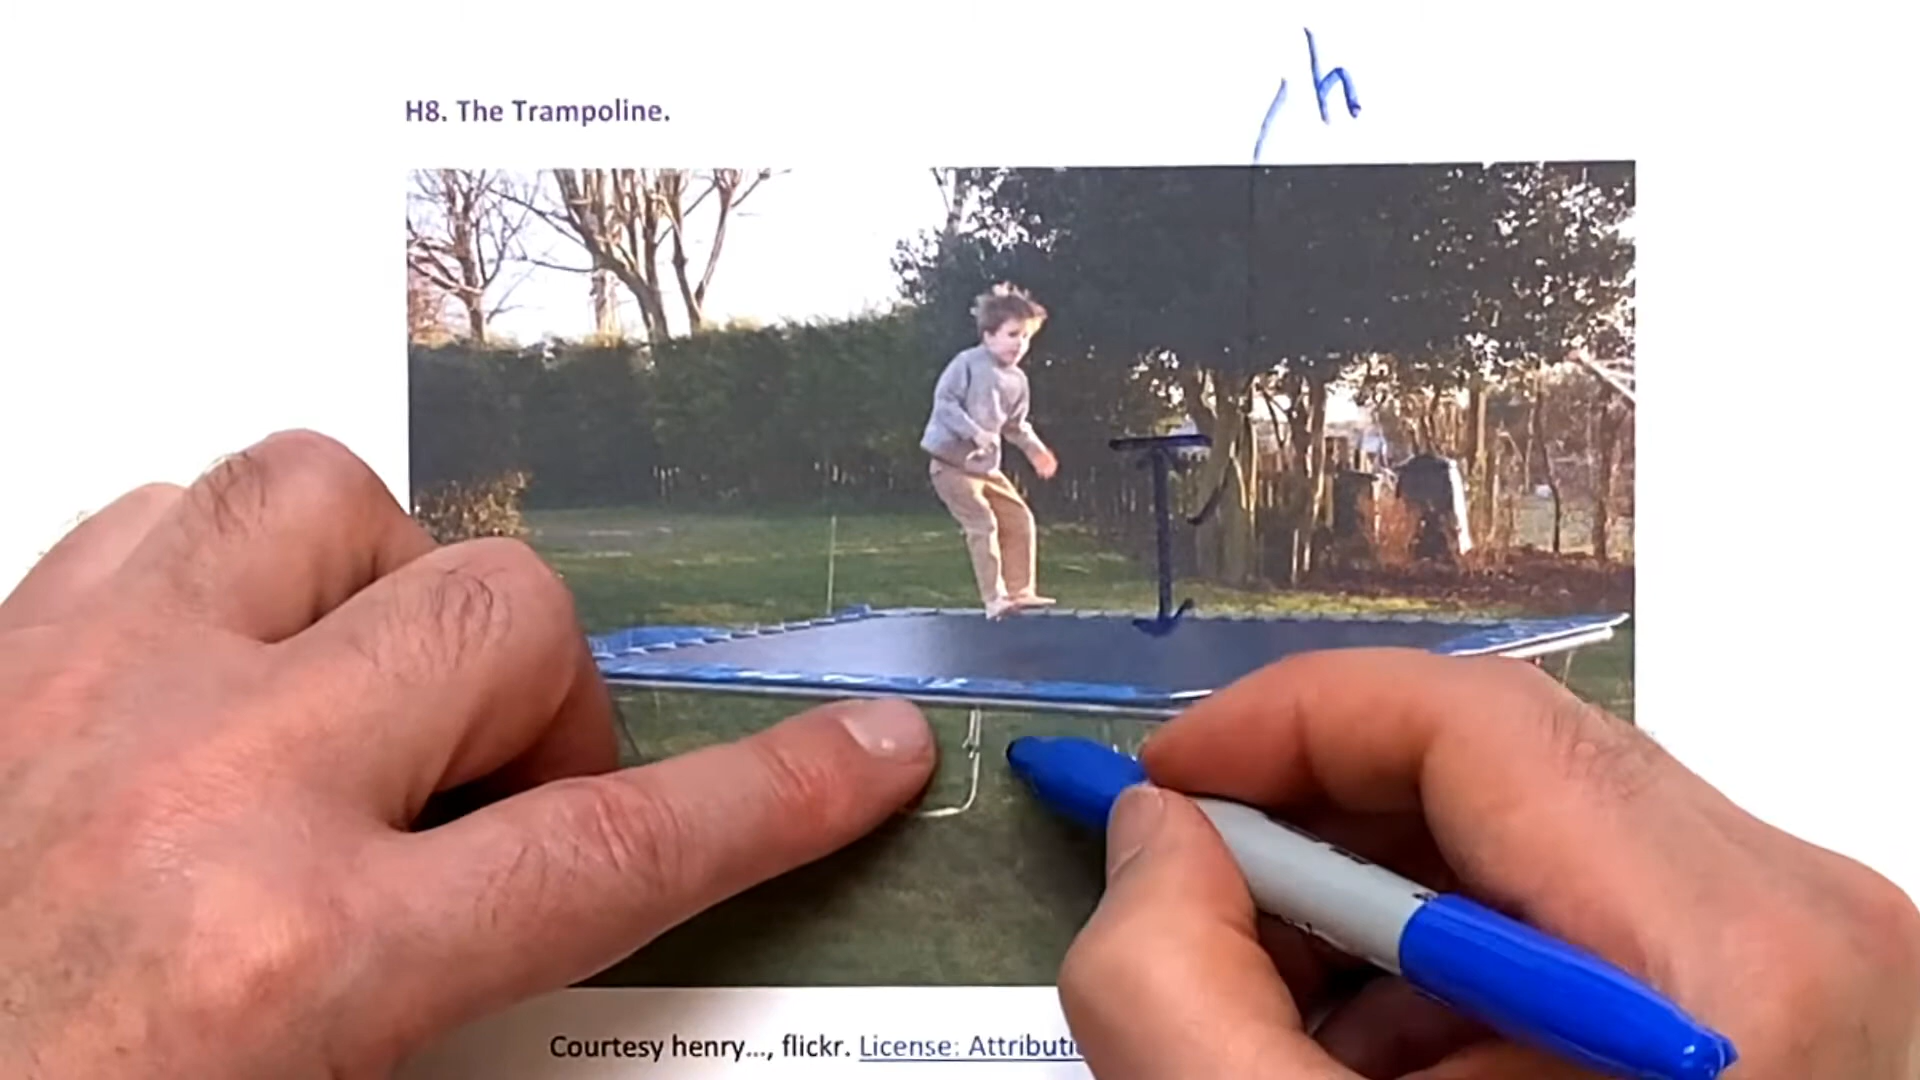 h
H8. The Trampoline.
Courtesy henry..., flickr. License: Attributi